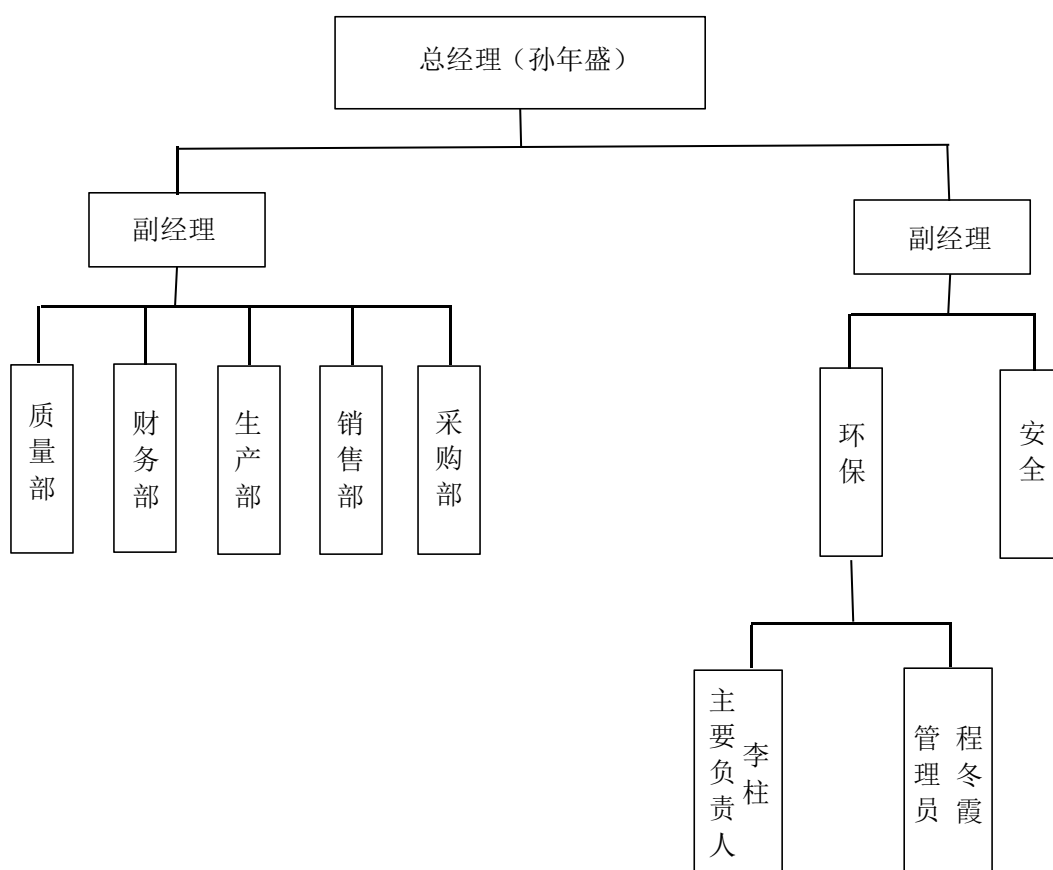 总经理（孙年盛）
副经理
副经理
质量部
财务部
生产部
销售部
采购部
环保
安全
主要负责人
李柱
管理员
程冬霞